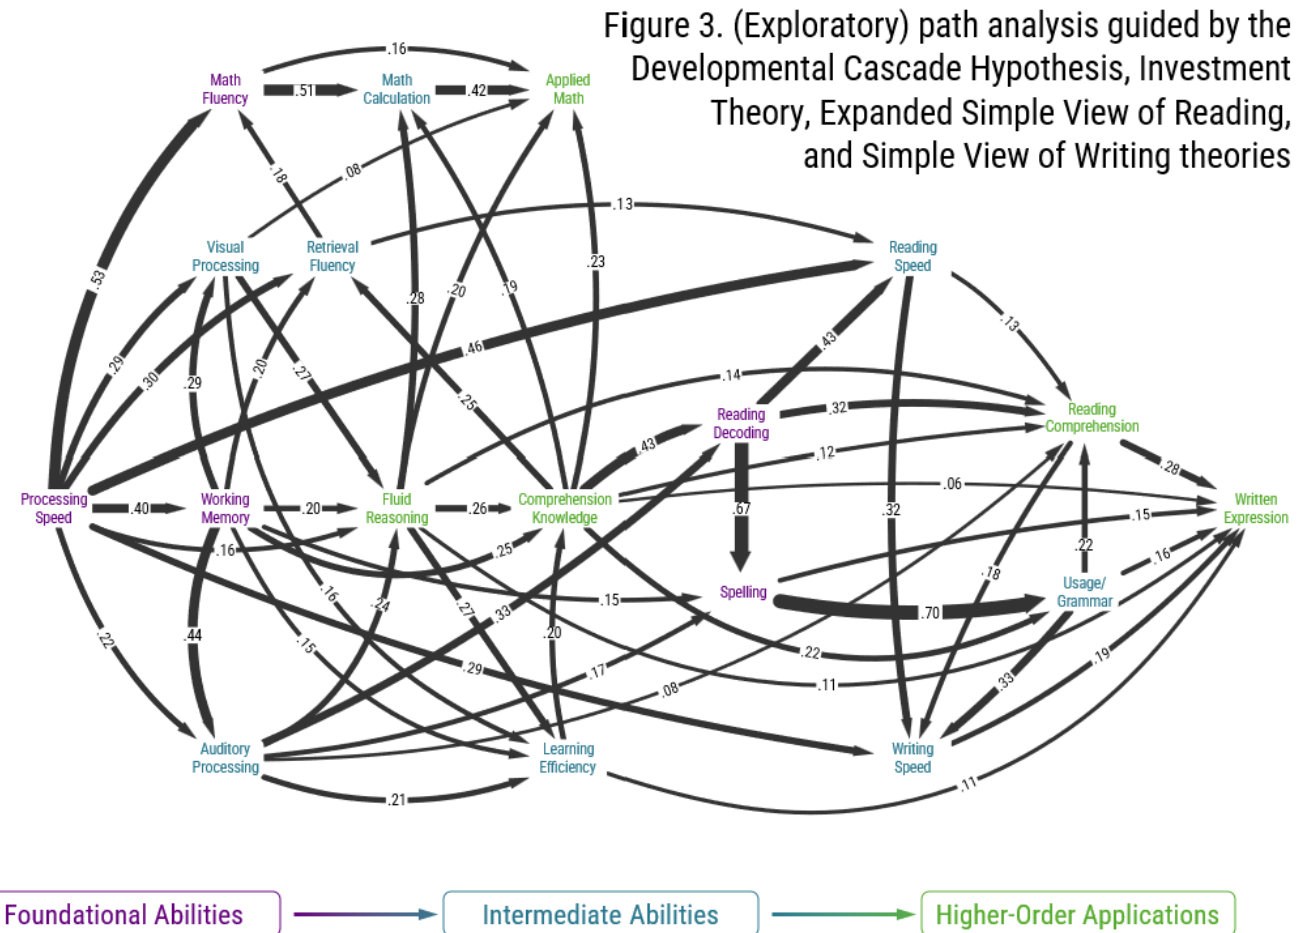 Figure 3. (Exploratory) path analysis guided by the
Developmental Cascade Hypothesis, Investment
Theory, Expanded Simple View of Reading,
and Simple View of Writing theories
.16
Math
Fluency
.51
Math
Calculation
.42
Applied
Math
.18
.08
.13
Visual
Processing
Retrieval
Fluency
Reading
Speed
.53
.23
.28
.20
.19
.13
.46
.43
.29
.30
.29
.20
.27
.14
.25
.32
Reading
Decoding
Reading
Comprehension
.43
.12
.28
.06
Processing
Speed
.40
Working
Memory
.20
Fluid
Reasoning
.26
Comprehension
Knowledge
.67
.32
.15
Written
Expression
.16
.25
.22
.16
.18
Spelling
Usage/
Grammar
.16
.24
.27
.15
.33
.70
.22
.44
.15
.20
.22
.19
.29
.17
.08
.11
.33
Auditory
Processing
Learning
Efficiency
Writing
Speed
.21
.11
Foundational Abilities
Intermediate Abilities
Higher-Order Applications